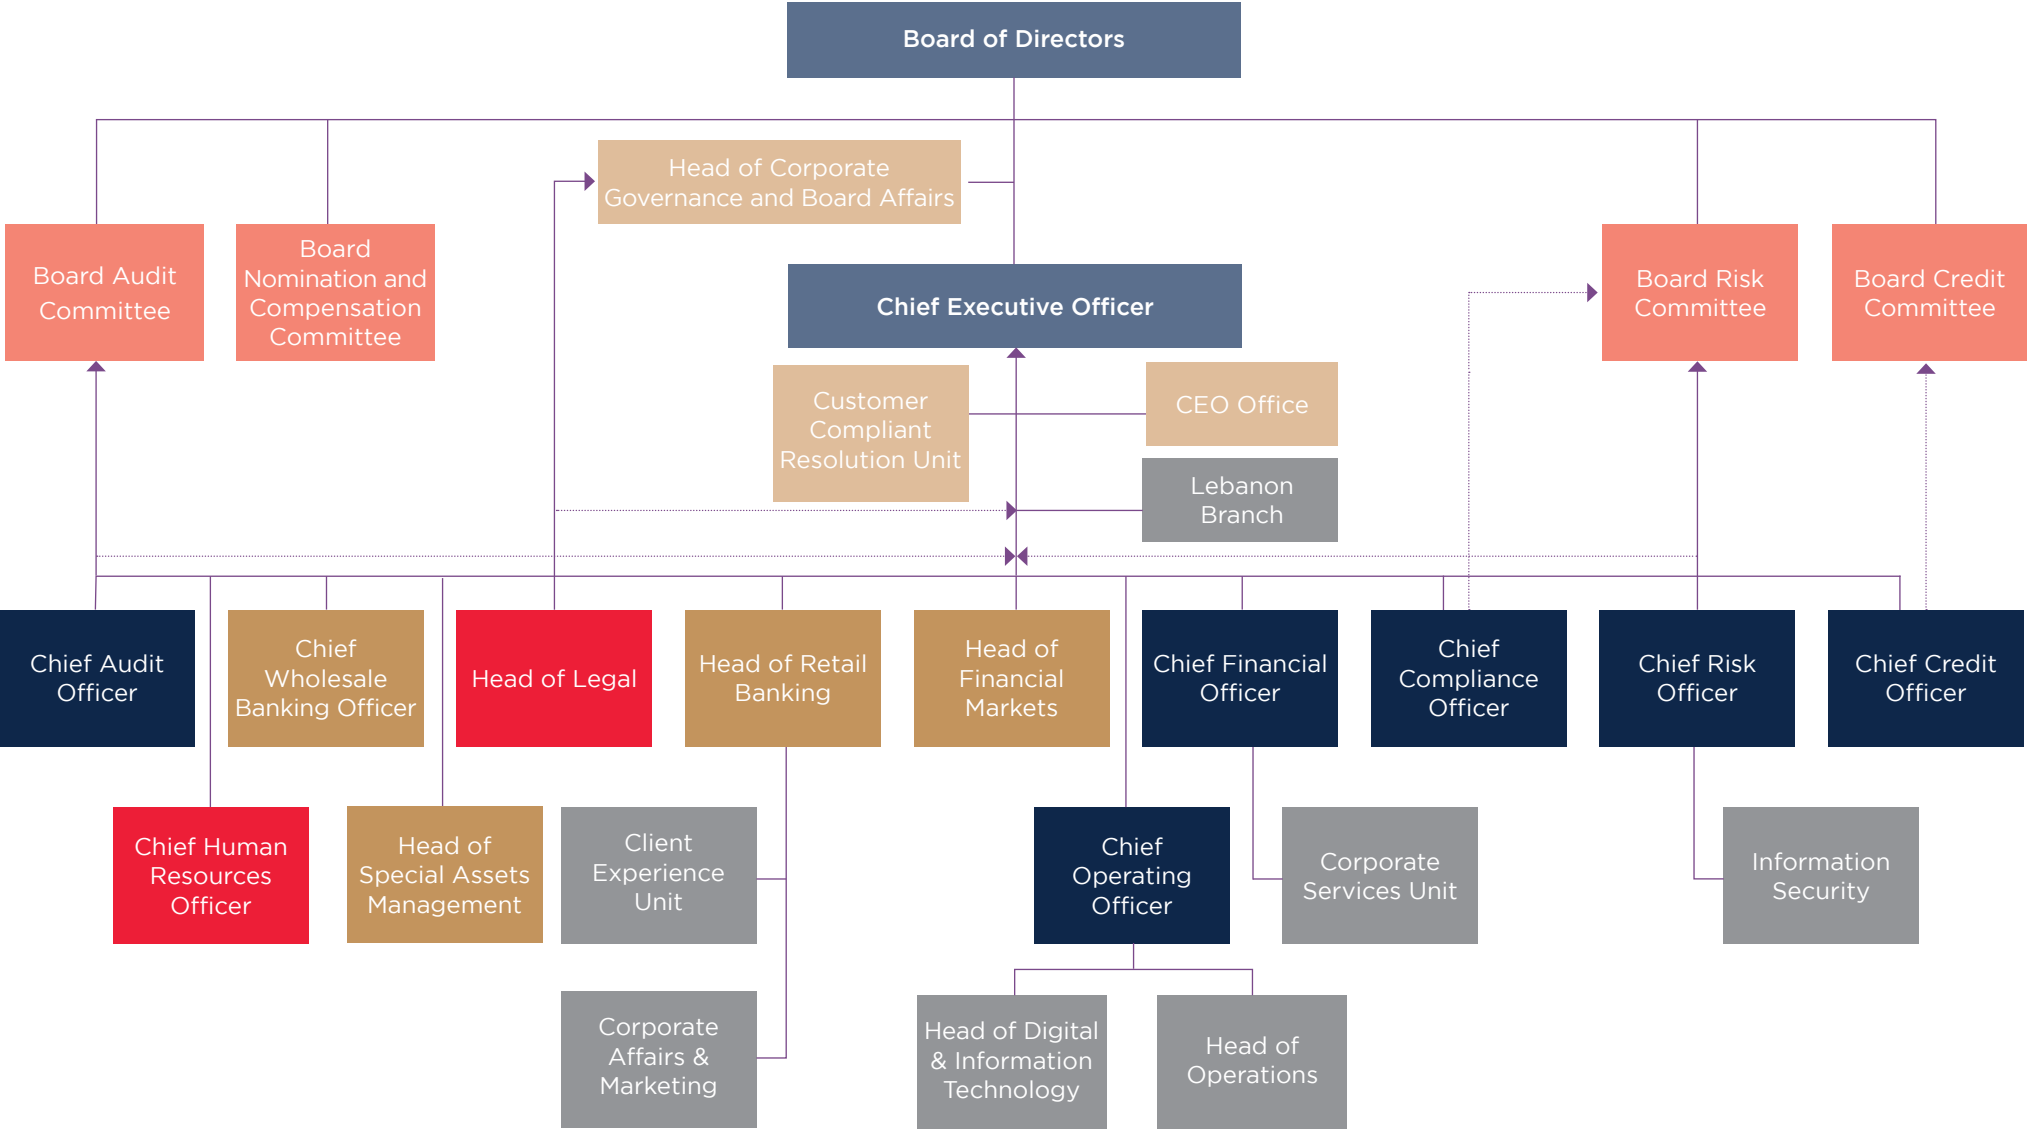 Board of Directors
Head of Corporate
Governance and Board Affairs
Board Audit
Committee
Board
Nomination and
Compensation
Committee
Chief Executive Officer
Board Risk
Committee
Board Credit
Committee
Customer
Compliant
Resolution Unit
CEO Office
Lebanon
Branch
Chief Audit
Officer
Chief
Wholesale
Banking Officer
Head of Legal
Head of Retail
Banking
Head of
Financial
Markets
Chief Financial
Officer
Chief
Compliance
Officer
Chief Risk
Officer
Chief Credit
Officer
Chief Human
Resources
Officer
Head of
Special Assets
Management
Client
Experience
Unit
Chief
Operating
Officer
Corporate
Services Unit
Information
Security
Corporate
Affairs &
Marketing
Head of Digital
& Information
Technology
Head of
Operations